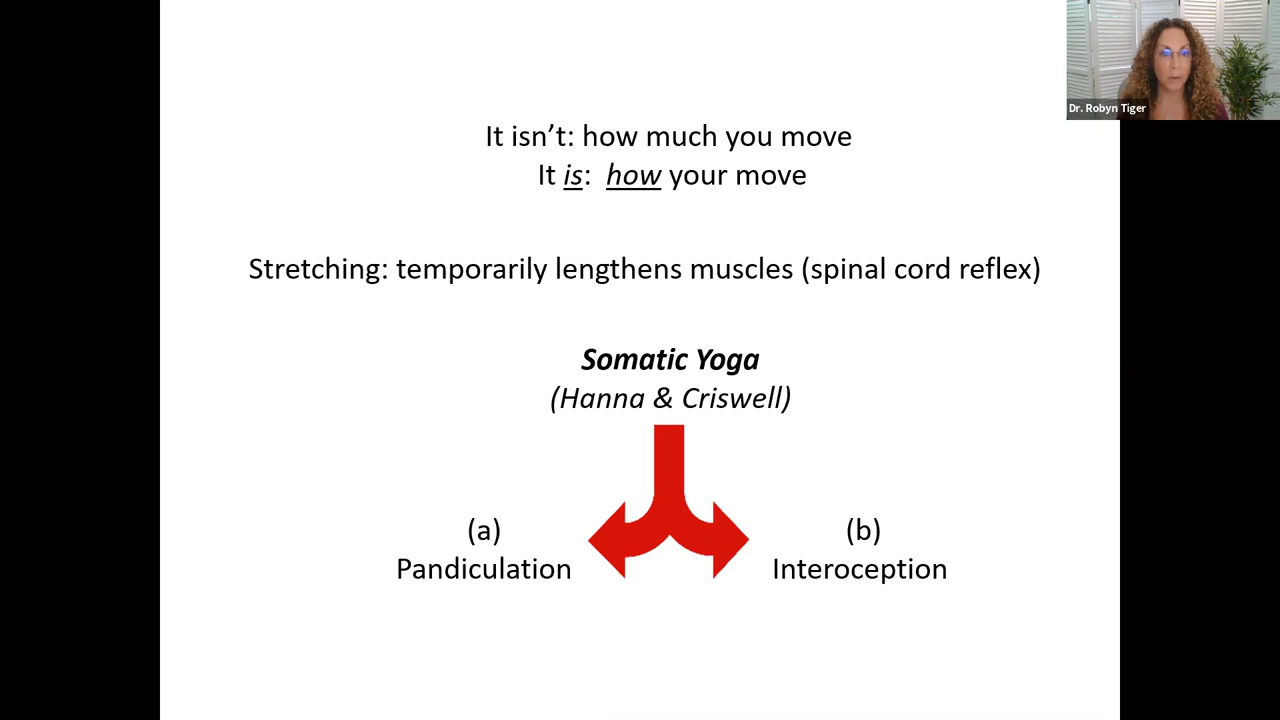 Dr. Robyn Tiger
It isn’t: how much you move
It is: how your move
Stretching: temporarily lengthens muscles (spinal cord reflex)
Somatic Yoga
(Hanna & Criswell)
(a)
Pandiculation
(b)
Interoception